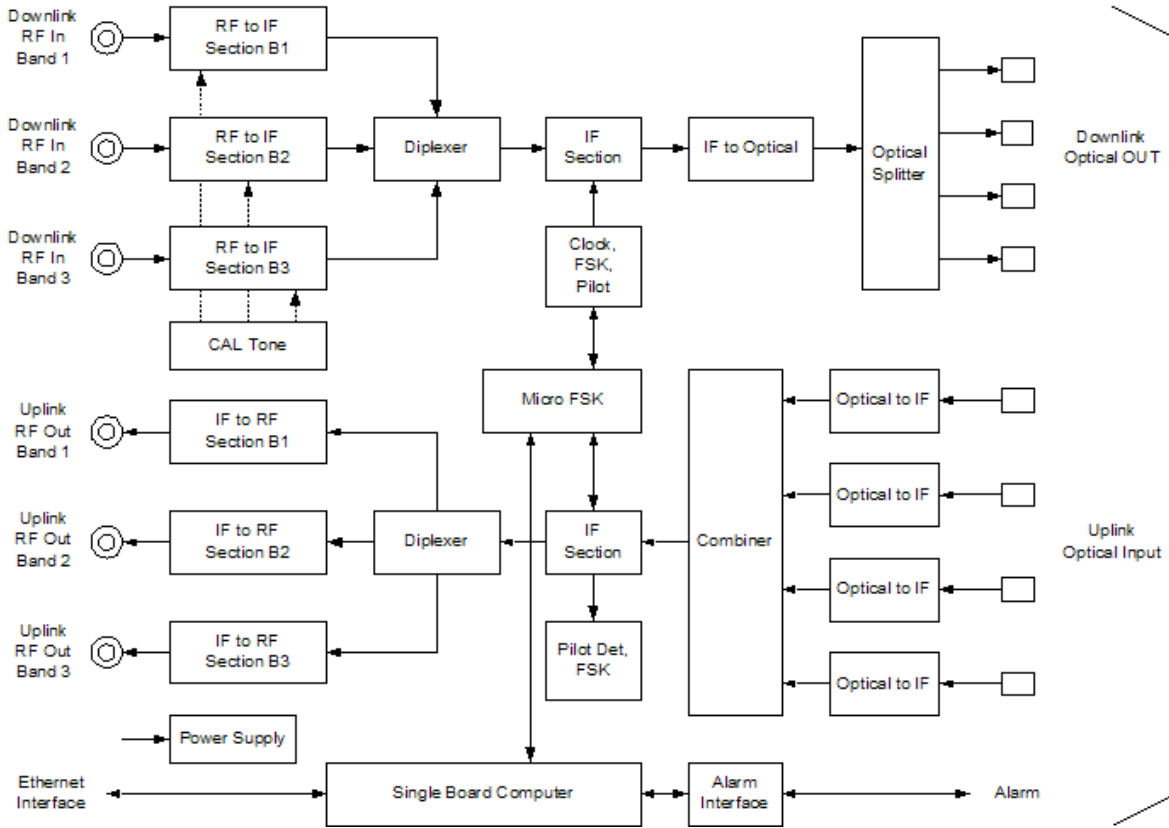 Downlink
RF In
Band 1
RF to IF
Section B1
Downlink
RF In
Band 2
RF to IF
Section B2
Diplexer
IF
Section
IF to Optical
Optical
Splitter
Downlink
Optical OUT
Downlink
RF In
Band 3
RF to IF
Section B3
Clock,
FSK,
Pilot
CAL Tone
Micro FSK
Uplink
RF Out
Band 1
IF to RF
Section B1
Optical to IF
Optical to IF
Uplink
RF Out
Band 2
IF to RF
Section B2
Diplexer
IF
Section
Combiner
Uplink
Optical Input
Optical to IF
Uplink
RF Out
Band 3
IF to RF
Section B3
Pilot Det,
FSK
Optical to IF
Power Supply
Ethernet
Interface
Single Board Computer
Alarm
Interface
Alarm